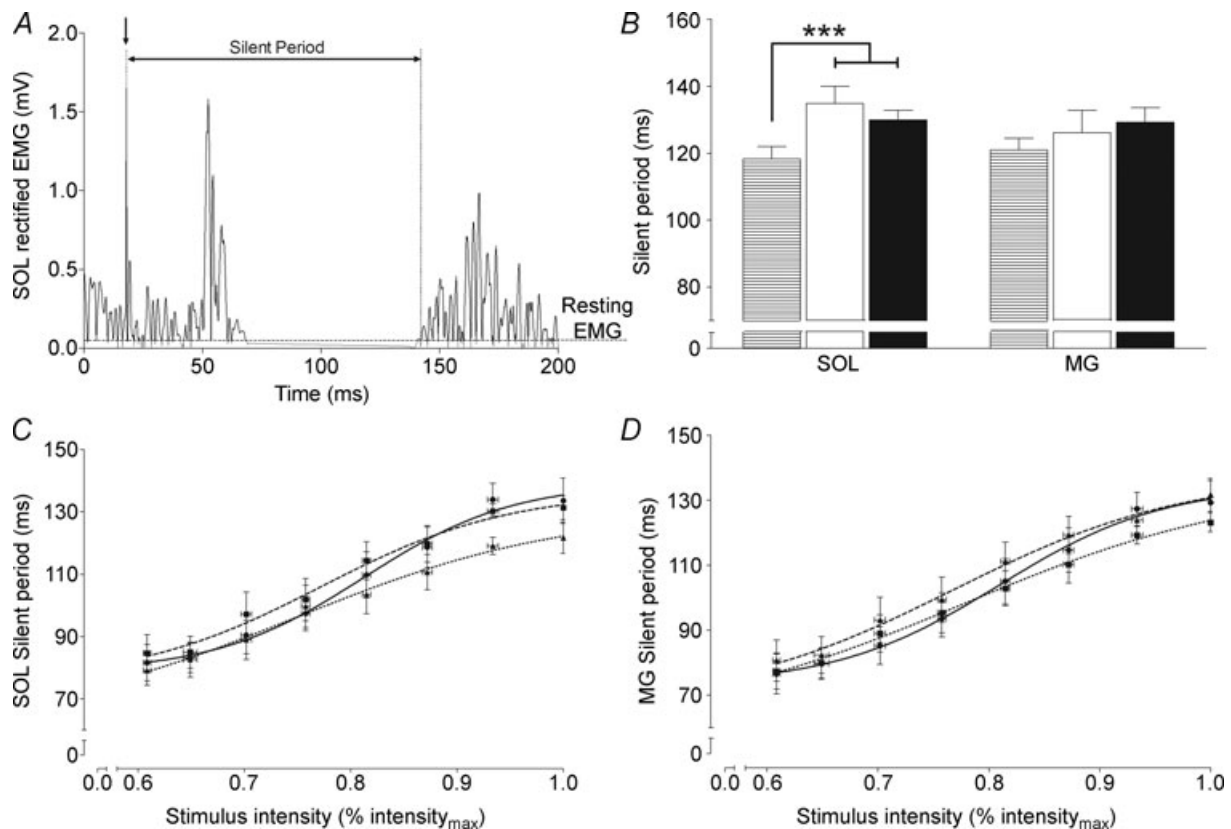 A
SOL rectified EMG (mV)
2.0
1.5
1.0
0.5
0.0
Silent Period
Resting
EMG
0
50
100
150
200
Time (ms)
B
Silent period (ms)
160
140
120
100
80
0
***
SOL
MG
C
SOL Silent period (ms)
150
130
110
90
70
0
0.0
0.6
0.7
0.8
0.9
1.0
Stimulus intensity (% intensitymax)
D
MG Silent period (ms)
150
130
110
90
70
0
0.0
0.6
0.7
0.8
0.9
1.0
Stimulus intensity (% intensitymax)